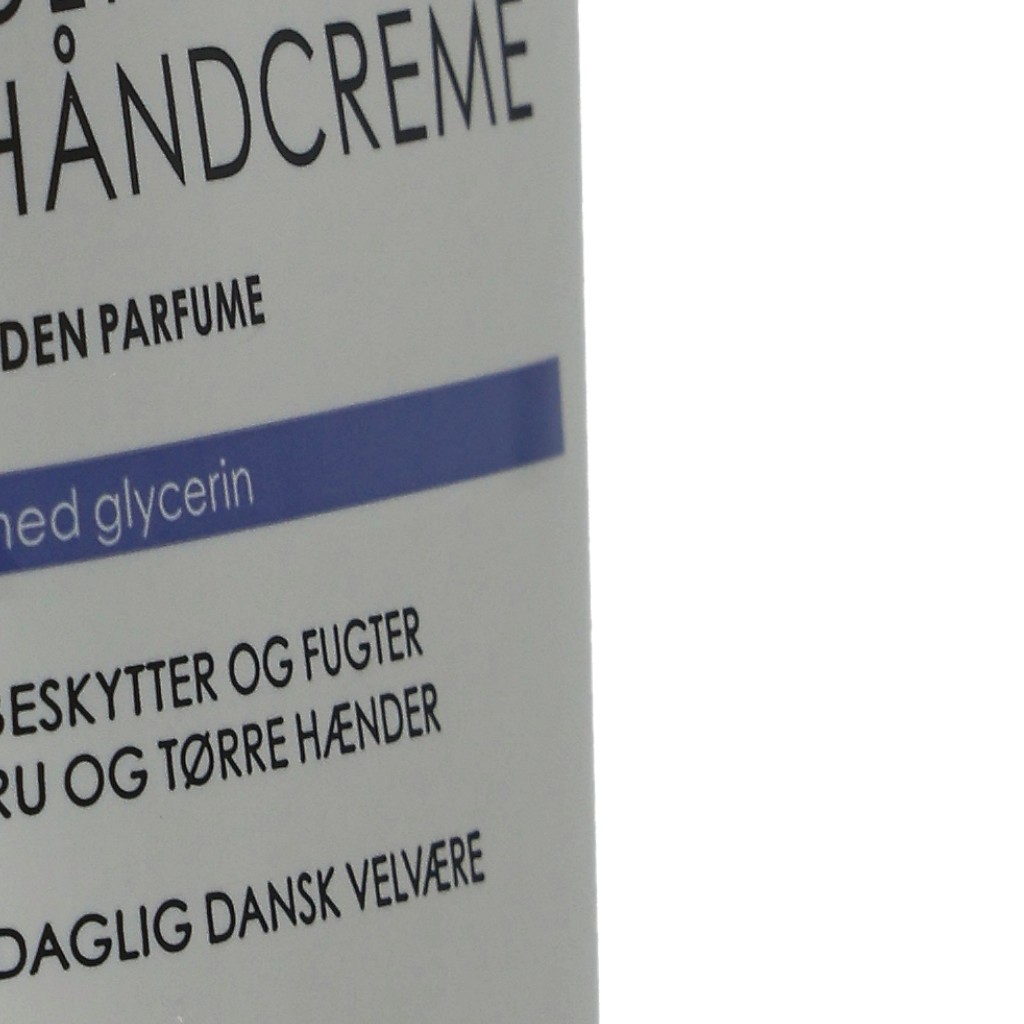 HÅNDCREME
DEN PARFUME
med glycerin
BESKYTTER OG FUGTER
RU OG TØRRE HÆNDER
DAGLIG DANSK VELVÆRE